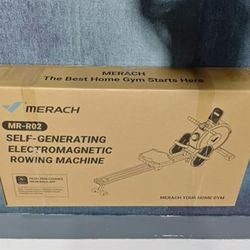 MERACH
The Best Home Gym Starts Here
MERACH
MR-R02
SELF-GENERATING
ELECTROMAGNETIC
ROWING MACHINE
MERACH YOUR HOME GYM